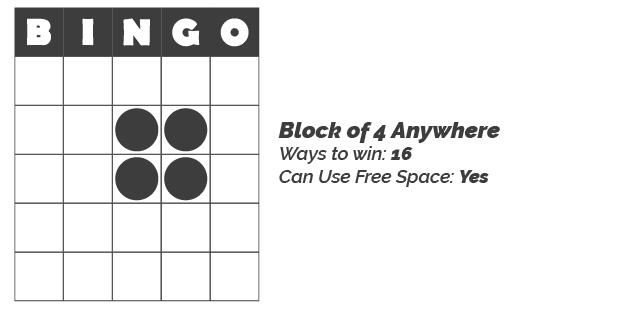 B I N G O
Block of 4 Anywhere
Ways to win: 16
Can Use Free Space: Yes